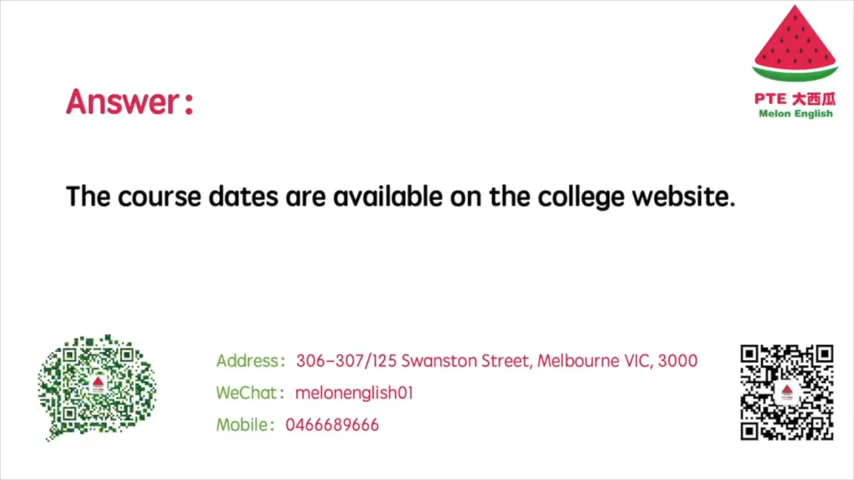 PTE 大西瓜
Melon English
Answer:
The course dates are available on the college website.
Address: 306-307/125 Swanston Street, Melbourne VIC, 3000
WeChat: melonenglish01
Mobile: 0466689666